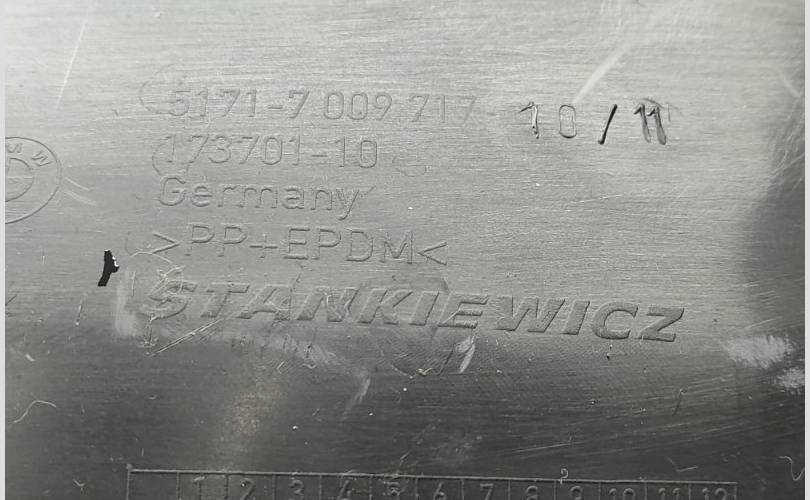 5171-7 009 717-10/11
173701-10
BMW
Germany
>PP+EPDM<
STANKIEWICZ
1 2 3 4 5 6 7 8 9 10 11 12